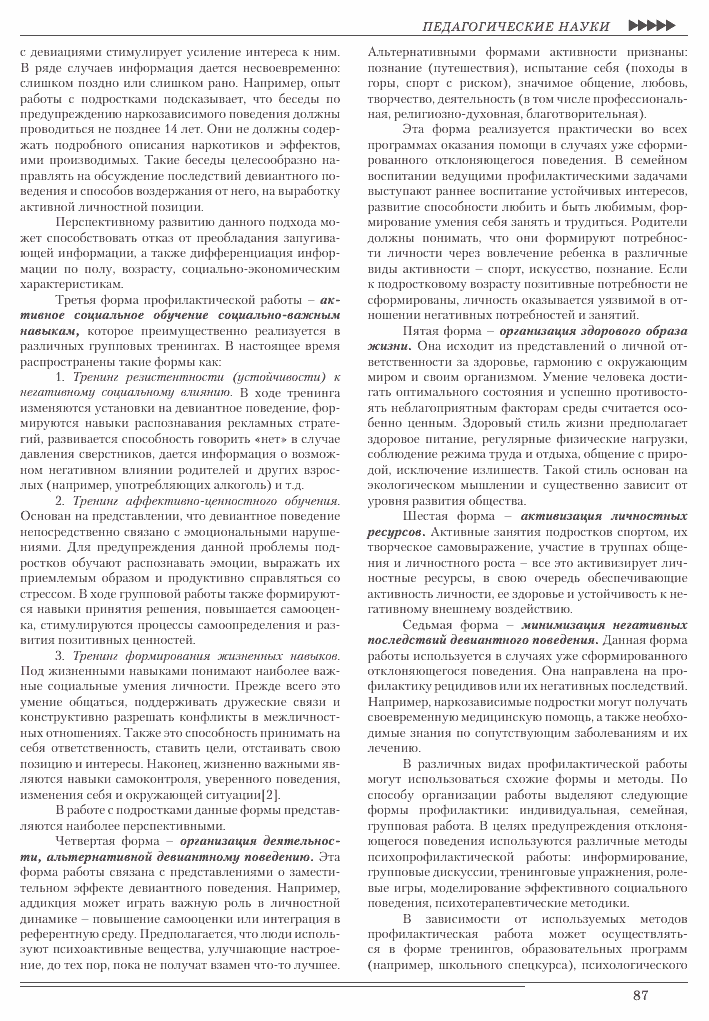 ПЕДАГОГИЧЕСКИЕ НАУКИ
с девиациями стимулирует усиление интереса к ним.
В ряде случаев информация дается несвоевременно:
слишком поздно или слишком рано. Например, опыт
работы с подростками подсказывает, что беседы по
предупреждению наркозависимого поведения должны
проводиться не позднее 14 лет. Они не должны содер-
жать подробного описания наркотиков и эффектов,
ими производимых. Такие беседы целесообразно на-
правлять на обсуждение последствий девиантного по-
ведения и способов воздержания от него, на выработку
активной личностной позиции.
Перспективному развитию данного подхода мо-
жет способствовать отказ от преобладания запугива-
ющей информации, а также дифференциация инфор-
мации по полу, возрасту, социально-экономическим
характеристикам.
Третья форма профилактической работы – ак-
тивное социальное обучение социально-важным
навыкам, которое преимущественно реализуется в
различных групповых тренингах. В настоящее время
распространены такие формы как:
1. Тренинг резистентности (устойчивости) к
негативному социальному влиянию. В ходе тренинга
изменяются установки на девиантное поведение, фор-
мируются навыки распознавания рекламных страте-
гий, развивается способность говорить «нет» в случае
давления сверстников, дается информация о возмож-
ном негативном влиянии родителей и других взрос-
лых (например, употребляющих алкоголь) и т.д.
2. Тренинг аффективно-ценностного обучения.
Основан на представлении, что девиантное поведение
непосредственно связано с эмоциональными наруше-
ниями. Для предупреждения данной проблемы под-
ростков обучают распознавать эмоции, выражать их
приемлемым образом и продуктивно справляться со
стрессом. В ходе групповой работы также формируют-
ся навыки принятия решения, повышается самооцен-
ка, стимулируются процессы самоопределения и раз-
вития позитивных ценностей.
3. Тренинг формирования жизненных навыков.
Под жизненными навыками понимают наиболее важ-
ные социальные умения личности. Прежде всего это
умение общаться, поддерживать дружеские связи и
конструктивно разрешать конфликты в межличност-
ных отношениях. Также это способность принимать на
себя ответственность, ставить цели, отстаивать свою
позицию и интересы. Наконец, жизненно важными яв-
ляются навыки самоконтроля, уверенного поведения,
изменения себя и окружающей ситуации[2].
В работе с подростками данные формы представ-
ляются наиболее перспективными.
Четвертая форма – организация деятельнос-
ти, альтернативной девиантному поведению. Эта
форма работы связана с представлениями о замести-
тельном эффекте девиантного поведения. Например,
аддикция может играть важную роль в личностной
динамике – повышение самооценки или интеграция в
референтную среду. Предполагается, что люди исполь-
зуют психоактивные вещества, улучшающие настрое-
ние, до тех пор, пока не получат взамен что-то лучшее.
Альтернативными формами активности признаны:
познание (путешествия), испытание себя (походы в
горы, спорт с риском), значимое общение, любовь,
творчество, деятельность (в том числе профессиональ-
ная, религиозно-духовная, благотворительная).
Эта форма реализуется практически во всех
программах оказания помощи в случаях уже сформи-
рованного отклоняющегося поведения. В семейном
воспитании ведущими профилактическими задачами
выступают раннее воспитание устойчивых интересов,
развитие способности любить и быть любимым, фор-
мирование умения себя занять и трудиться. Родители
должны понимать, что они формируют потребнос-
ти личности через вовлечение ребенка в различные
виды активности – спорт, искусство, познание. Если
к подростковому возрасту позитивные потребности не
сформированы, личность оказывается уязвимой в от-
ношении негативных потребностей и занятий.
Пятая форма – организация здорового образа
жизни. Она исходит из представлений о личной от-
ветственности за здоровье, гармонию с окружающим
миром и своим организмом. Умение человека дости-
гать оптимального состояния и успешно противосто-
ять неблагоприятным факторам среды считается осо-
бенно ценным. Здоровый стиль жизни предполагает
здоровое питание, регулярные физические нагрузки,
соблюдение режима труда и отдыха, общение с приро-
дой, исключение излишеств. Такой стиль основан на
экологическом мышлении и существенно зависит от
уровня развития общества.
Шестая форма – активизация личностных
ресурсов. Активные занятия подростков спортом, их
творческое самовыражение, участие в труппах обще-
ния и личностного роста – все это активизирует лич-
ностные ресурсы, в свою очередь обеспечивающие
активность личности, ее здоровье и устойчивость к не-
гативному внешнему воздействию.
Седьмая форма – минимизация негативных
последствий девиантного поведения. Данная форма
работы используется в случаях уже сформированного
отклоняющегося поведения. Она направлена на про-
филактику рецидивов или их негативных последствий.
Например, наркозависимые подростки могут получать
своевременную медицинскую помощь, а также необхо-
димые знания по сопутствующим заболеваниям и их
лечению.
В различных видах профилактической работы
могут использоваться схожие формы и методы. По
способу организации работы выделяют следующие
формы профилактики: индивидуальная, семейная,
групповая работа. В целях предупреждения отклоня-
ющегося поведения используются различные методы
психопрофилактической работы: информирование,
групповые дискуссии, тренинговые упражнения, роле-
вые игры, моделирование эффективного социального
поведения, психотерапевтические методики.
В зависимости от используемых методов
профилактическая работа может осуществлять-
ся в форме тренингов, образовательных программ
(например, школьного спецкурса), психологического
87